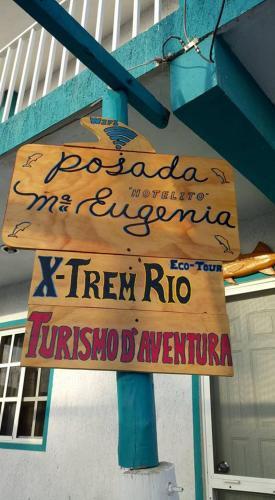 WiFi
Posada
"HOTELITO"
Mª Eugenia
Eco-Tour
X-Trem Rio
Turismo D'Aventura